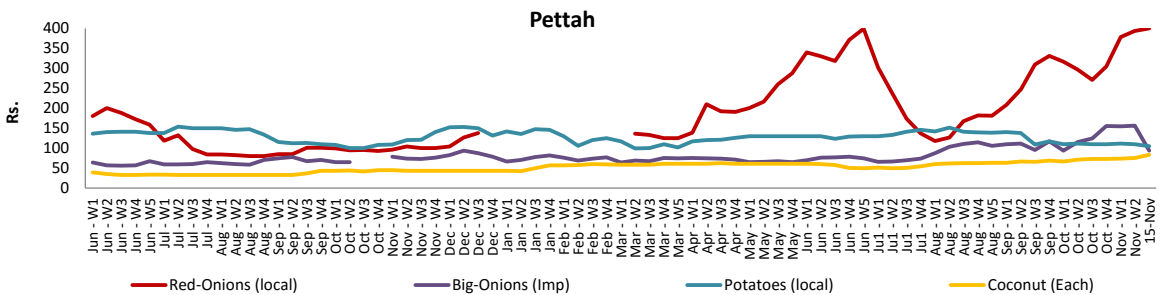 Pettah
Rs.
400
350
300
250
200
150
100
50
0
Jun - W1
Jun - W2
Jun - W3
Jun - W4
Jun - W5
Jul - W1
Jul - W2
Jul - W3
Jul - W4
Aug - W1
Aug - W2
Aug - W3
Aug - W4
Sep - W1
Sep - W2
Sep - W3
Sep - W4
Oct - W1
Oct - W2
Oct - W3
Oct - W4
Nov - W1
Nov - W2
Nov - W3
Nov - W4
Dec - W1
Dec - W2
Dec - W3
Dec - W4
Jan - W1
Jan - W2
Jan - W3
Jan - W4
Feb - W1
Feb - W2
Feb - W3
Feb - W4
Mar - W1
Mar - W2
Mar - W3
Mar - W4
Mar - W5
Apr - W1
Apr - W2
Apr - W3
Apr - W4
May - W1
May - W2
May - W3
May - W4
Jun - W1
Jun - W2
Jun - W3
Jun - W4
Jun - W5
Ju1 - W1
Ju1 - W2
Ju1 - W3
Ju1 - W4
Aug - W1
Aug - W2
Aug - W3
Aug - W4
Aug - W5
Sep - W1
Sep - W2
Sep - W3
Sep - W4
Oct - W1
Oct - W2
Oct - W3
Oct - W4
Nov - W1
Nov - W2
15-Nov
Red-Onions (local)
Big-Onions (Imp)
Potatoes (local)
Coconut (Each)